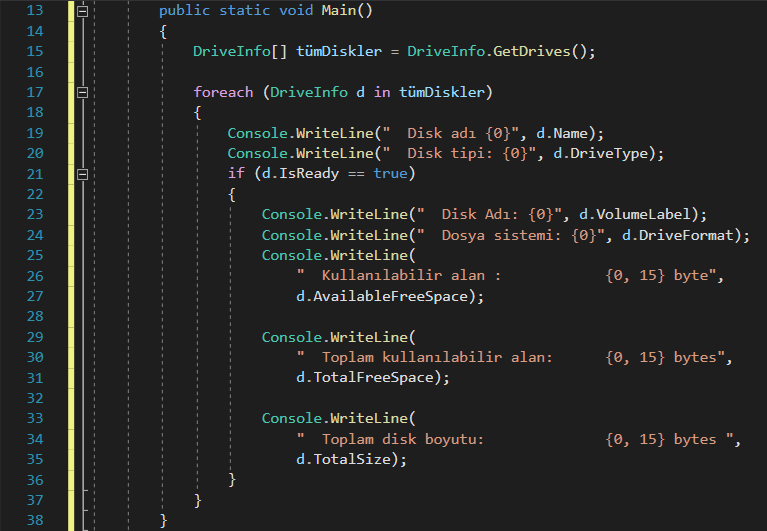 13 public static void Main()
14 {
15 DriveInfo[] tümDiskler = DriveInfo.GetDrives();
16
17 foreach (DriveInfo d in tümDiskler)
18 {
19 Console.WriteLine("  Disk adı {0}", d.Name);
20 Console.WriteLine("  Disk tipi: {0}", d.DriveType);
21 if (d.IsReady == true)
22 {
23 Console.WriteLine("  Disk Adı: {0}", d.VolumeLabel);
24 Console.WriteLine("  Dosya sistemi: {0}", d.DriveFormat);
25 Console.WriteLine(
26 "  Kullanılabilir alan :            {0, 15} byte",
27 d.AvailableFreeSpace);
28
29 Console.WriteLine(
30 "  Toplam kullanılabilir alan:      {0, 15} bytes",
31 d.TotalFreeSpace);
32
33 Console.WriteLine(
34 "  Toplam disk boyutu:              {0, 15} bytes ",
35 d.TotalSize);
36 }
37 }
38 }